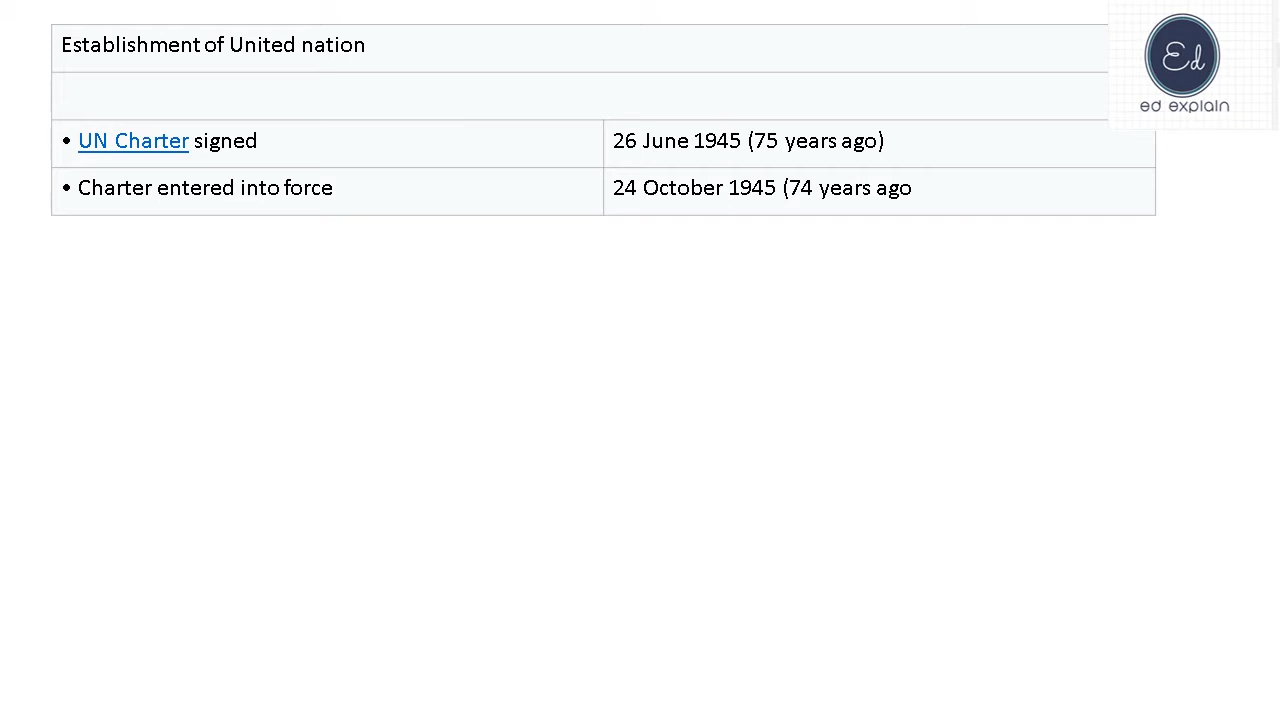 Establishment of United nation
Ed
ed explain
• UN Charter signed
26 June 1945 (75 years ago)
• Charter entered into force
24 October 1945 (74 years ago